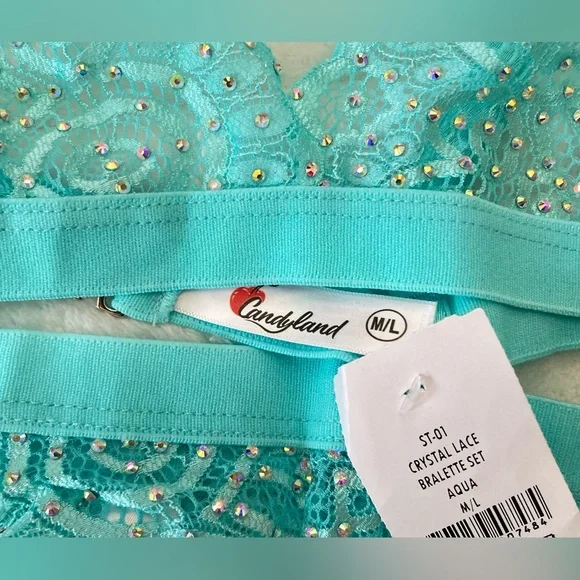 Candyland
M/L
ST-01
CRYSTAL LACE
BRALETTE SET
AQUA
M/L